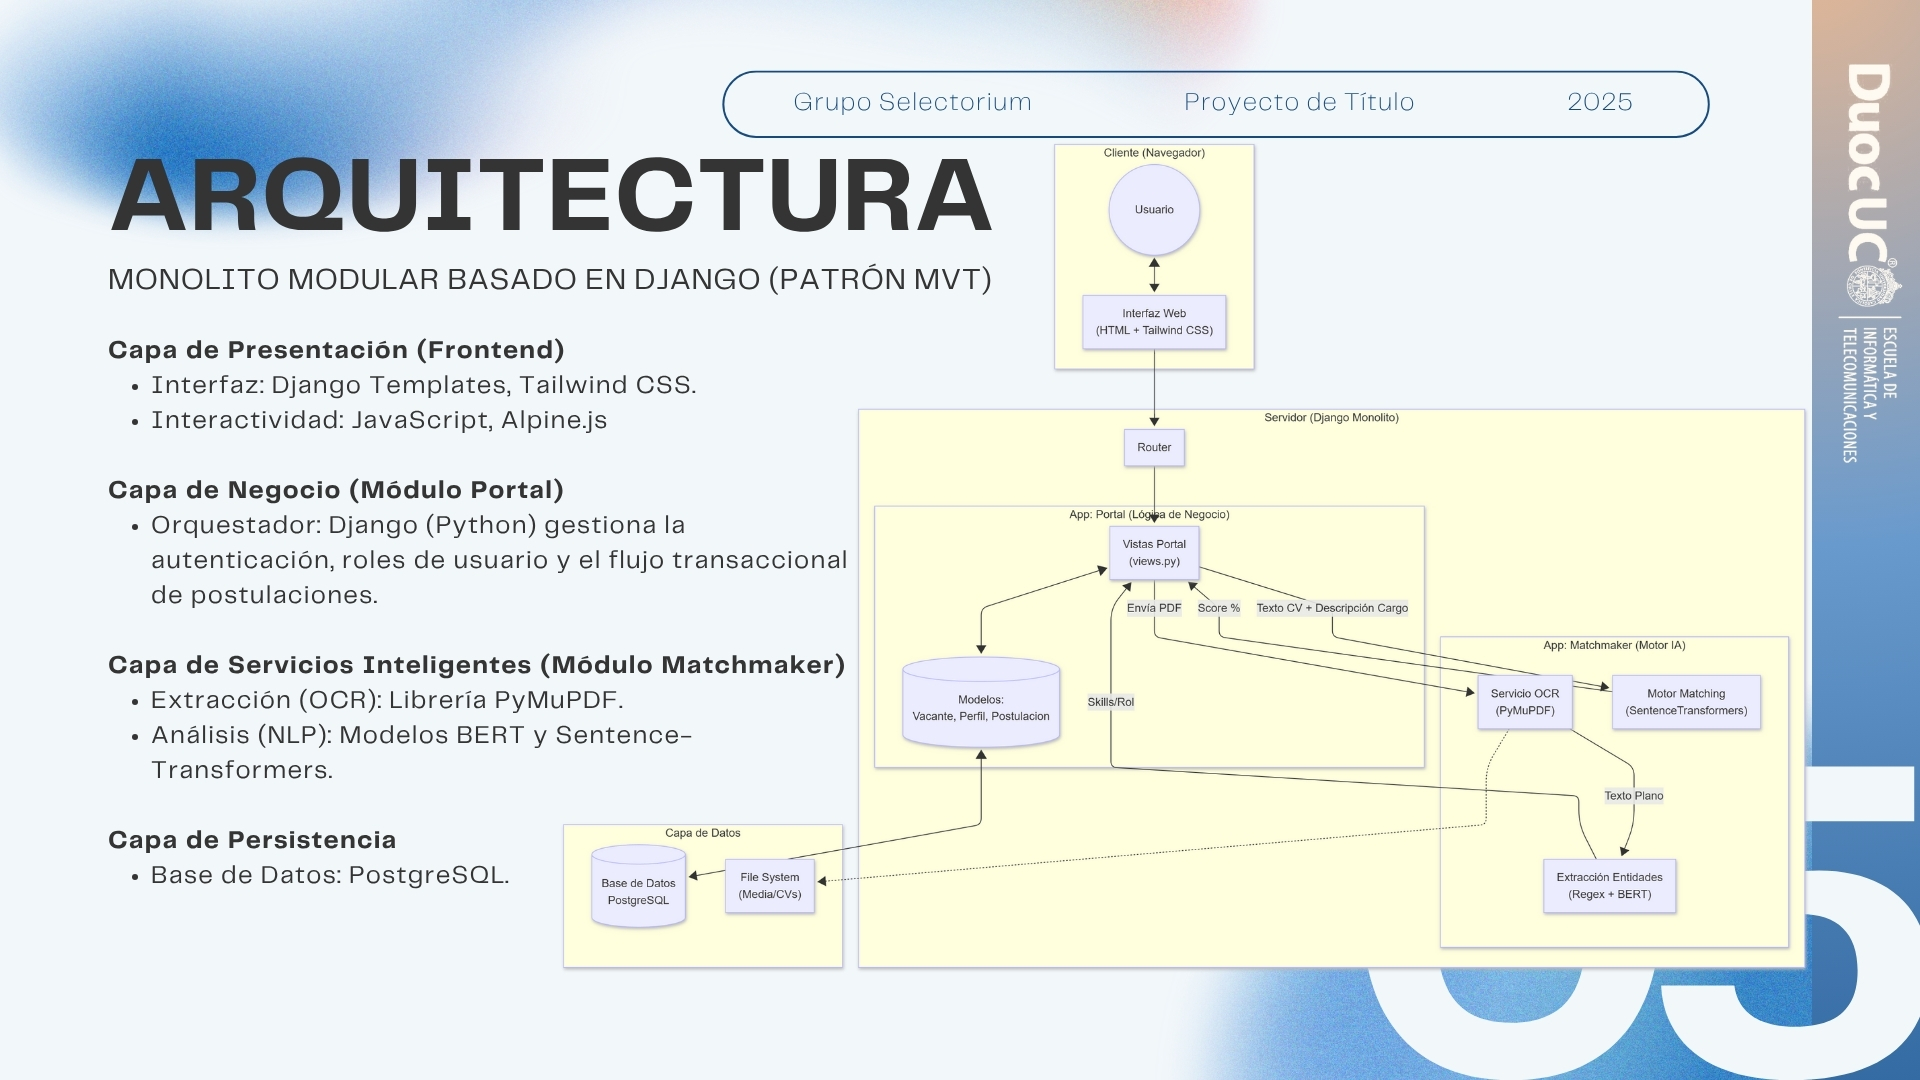 Grupo Selectorium
Proyecto de Título
2025
ARQUITECTURA
MONOLITO MODULAR BASADO EN DJANGO (PATRÓN MVT)
Capa de Presentación (Frontend)
• Interfaz: Django Templates, Tailwind CSS.
• Interactividad: JavaScript, Alpine.js
Capa de Negocio (Módulo Portal)
• Orquestador: Django (Python) gestiona la
autenticación, roles de usuario y el flujo transaccional
de postulaciones.
Capa de Servicios Inteligentes (Módulo Matchmaker)
• Extracción (OCR): Librería PyMuPDF.
• Análisis (NLP): Modelos BERT y Sentence-
Transformers.
Capa de Persistencia
• Base de Datos: PostgreSQL.
Cliente (Navegador)
Usuario
Interfaz Web
(HTML + Tailwind CSS)
Servidor (Django Monolito)
Router
App: Portal (Lógica de Negocio)
Vistas Portal
(views.py)
Envía PDF
Score %
Texto CV + Descripción Cargo
Modelos:
Vacante, Perfil, Postulacion
Skills/Rol
App: Matchmaker (Motor IA)
Servicio OCR
(PyMuPDF)
Motor Matching
(SentenceTransformers)
Texto Plano
Extracción Entidades
(Regex + BERT)
Capa de Datos
Base de Datos
PostgreSQL
File System
(Media/CVs)
DuocUC®
ESCUELA DE
INFORMÁTICA Y
TELECOMUNICACIONES
05